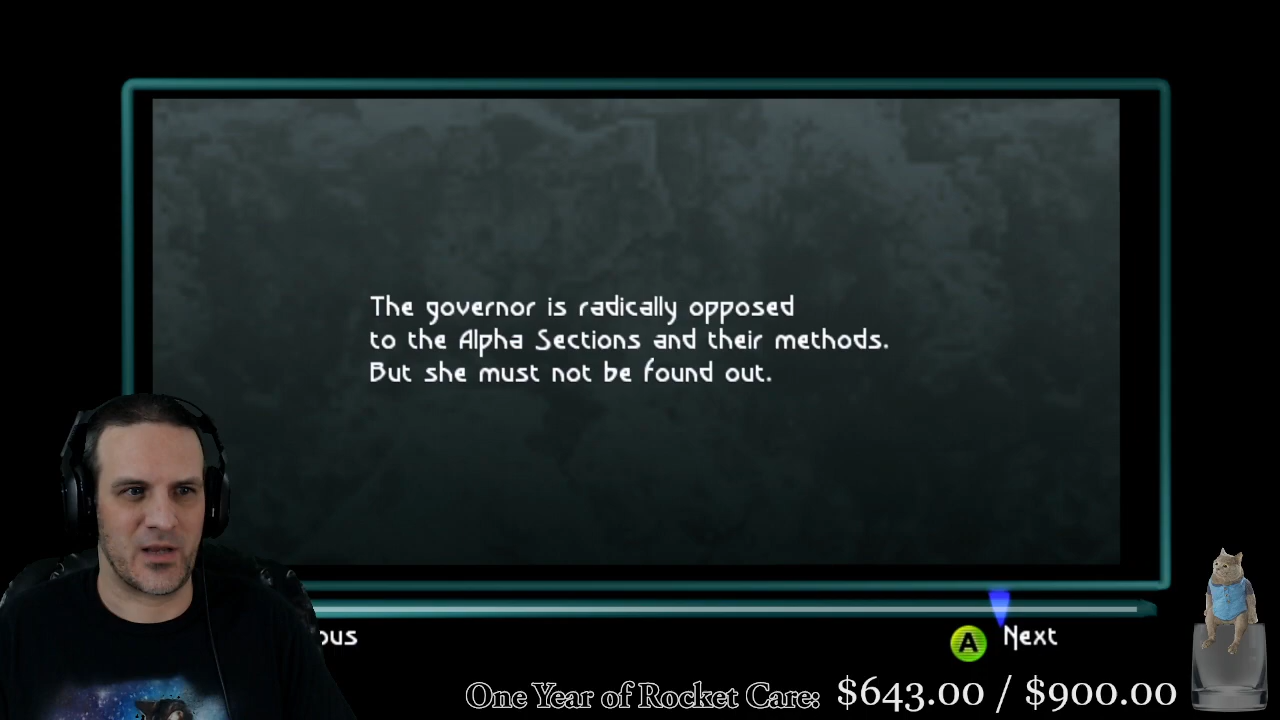 The governor is radically opposed
to the Alpha Sections and their methods.
But she must not be found out.
A Next
One Year of Rocket Care: $643.00 / $900.00